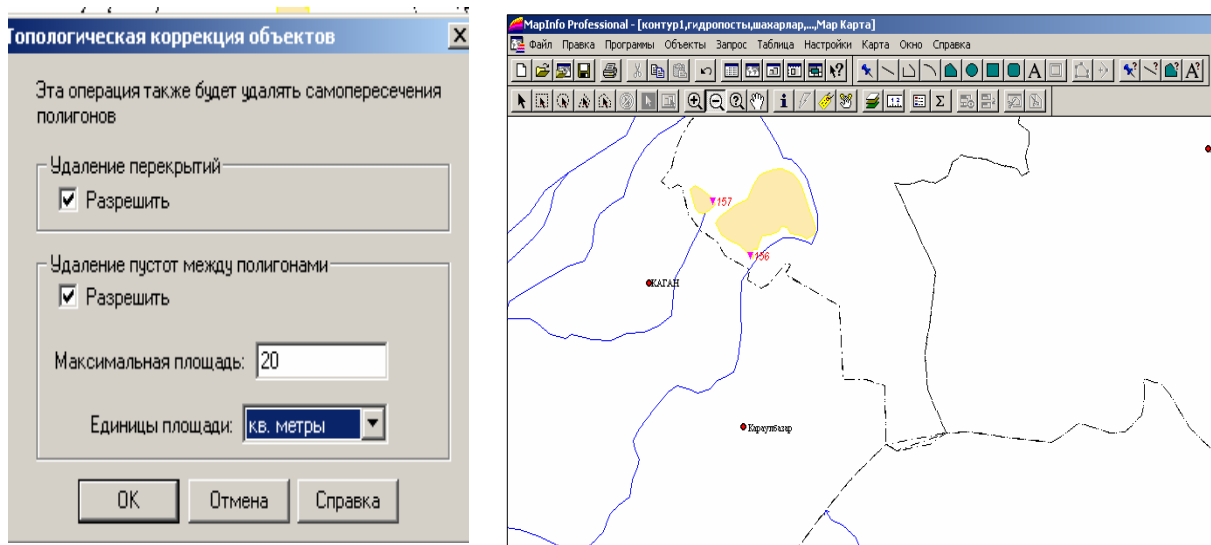 Топологическая коррекция объектов
Эта операция также будет удалять самопересечения
полигонов
Удаление перекрытий
Разрешить
Удаление пустот между полигонами
Разрешить
Максимальная площадь: 20
Единицы площади: кв. метры
OK Отмена Справка
MapInfo Professional - [контур1,гидропосты,шахарлар,...,Map Карта]
Файл Правка Программы Объекты Запрос Таблица Настройки Карта Окно Справка
157
156
КАГАН
Караулбазар